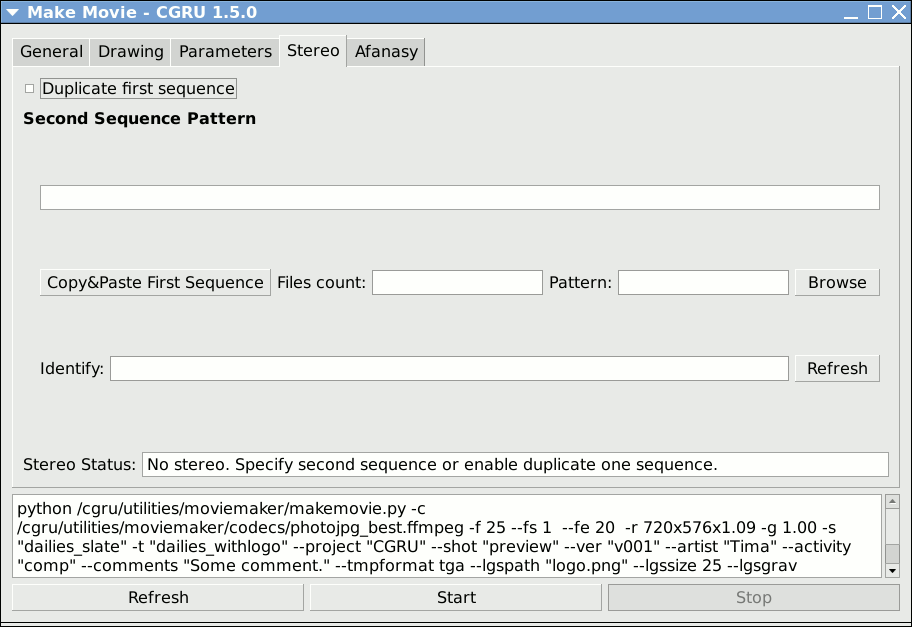 Make Movie - CGRU 1.5.0
General Drawing Parameters Stereo Afanasy
Duplicate first sequence
Second Sequence Pattern
Copy&Paste First Sequence Files count: Pattern: Browse
Identify: Refresh
Stereo Status: No stereo. Specify second sequence or enable duplicate one sequence.
python /cgru/utilities/moviemaker/makemovie.py -c
/cgru/utilities/moviemaker/codecs/photojpg_best.ffmpeg -f 25 --fs 1  --fe 20  -r 720x576x1.09 -g 1.00 -s
"dailies_slate" -t "dailies_withlogo" --project "CGRU" --shot "preview" --ver "v001" --artist "Tima" --activity
"comp" --comments "Some comment." --tmpformat tga --lgspath "logo.png" --lgssize 25 --lgsgrav
Refresh Start Stop